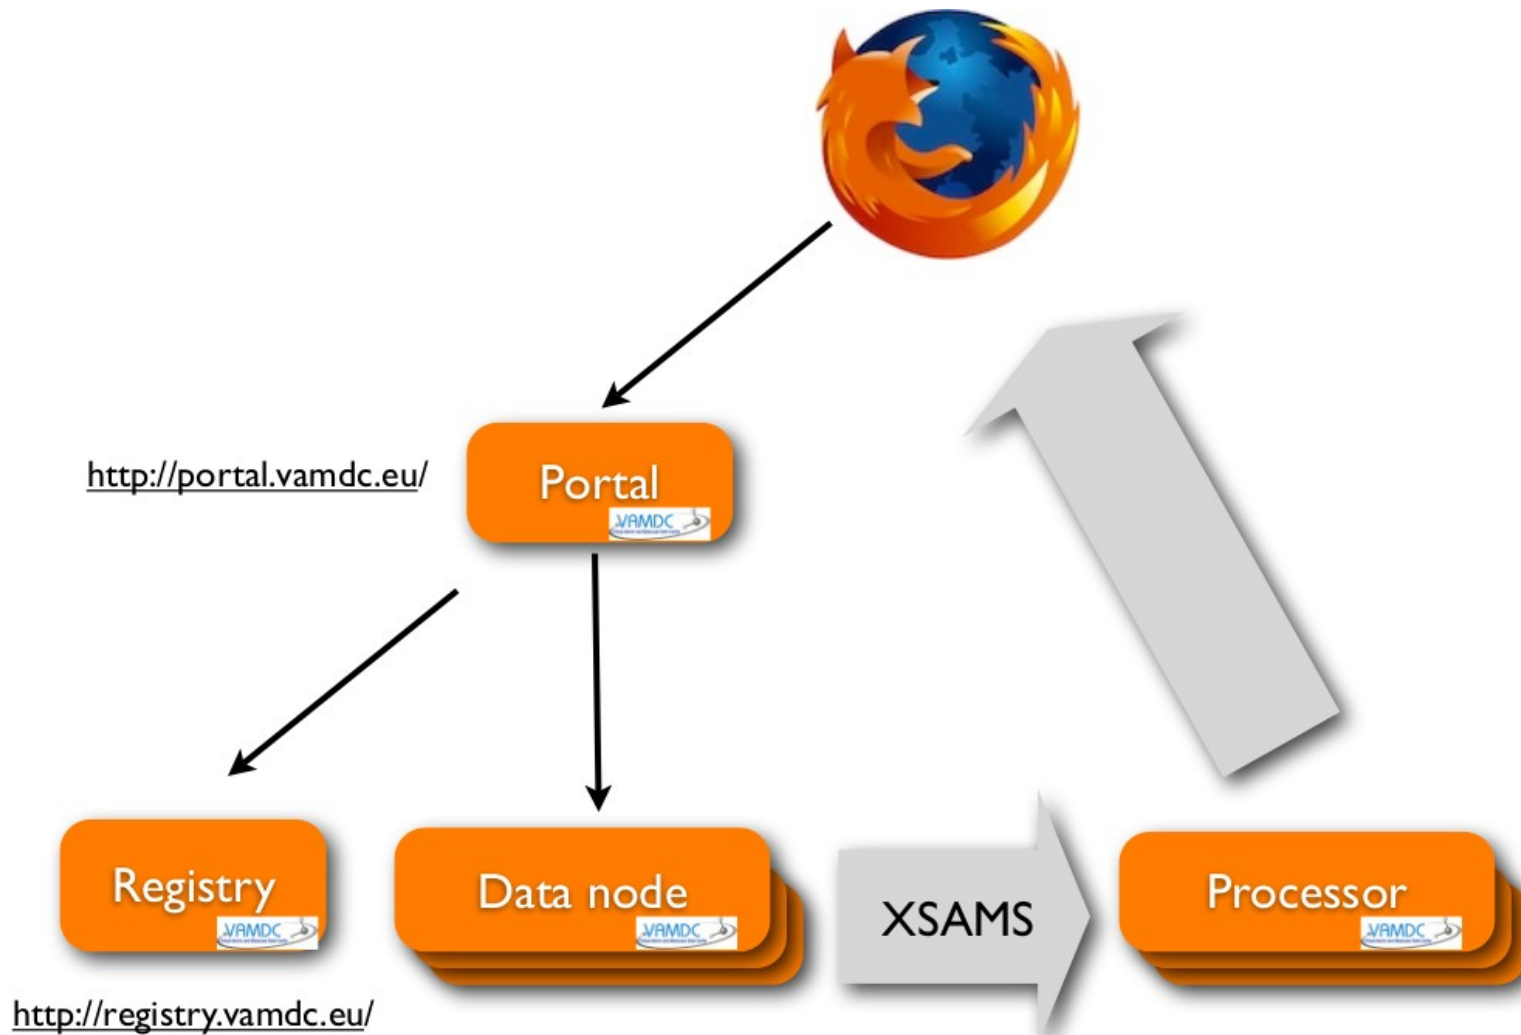 http://portal.vamdc.eu/
Portal
VAMDC
Registry
VAMDC
Data node
VAMDC
XSAMS
Processor
VAMDC
http://registry.vamdc.eu/